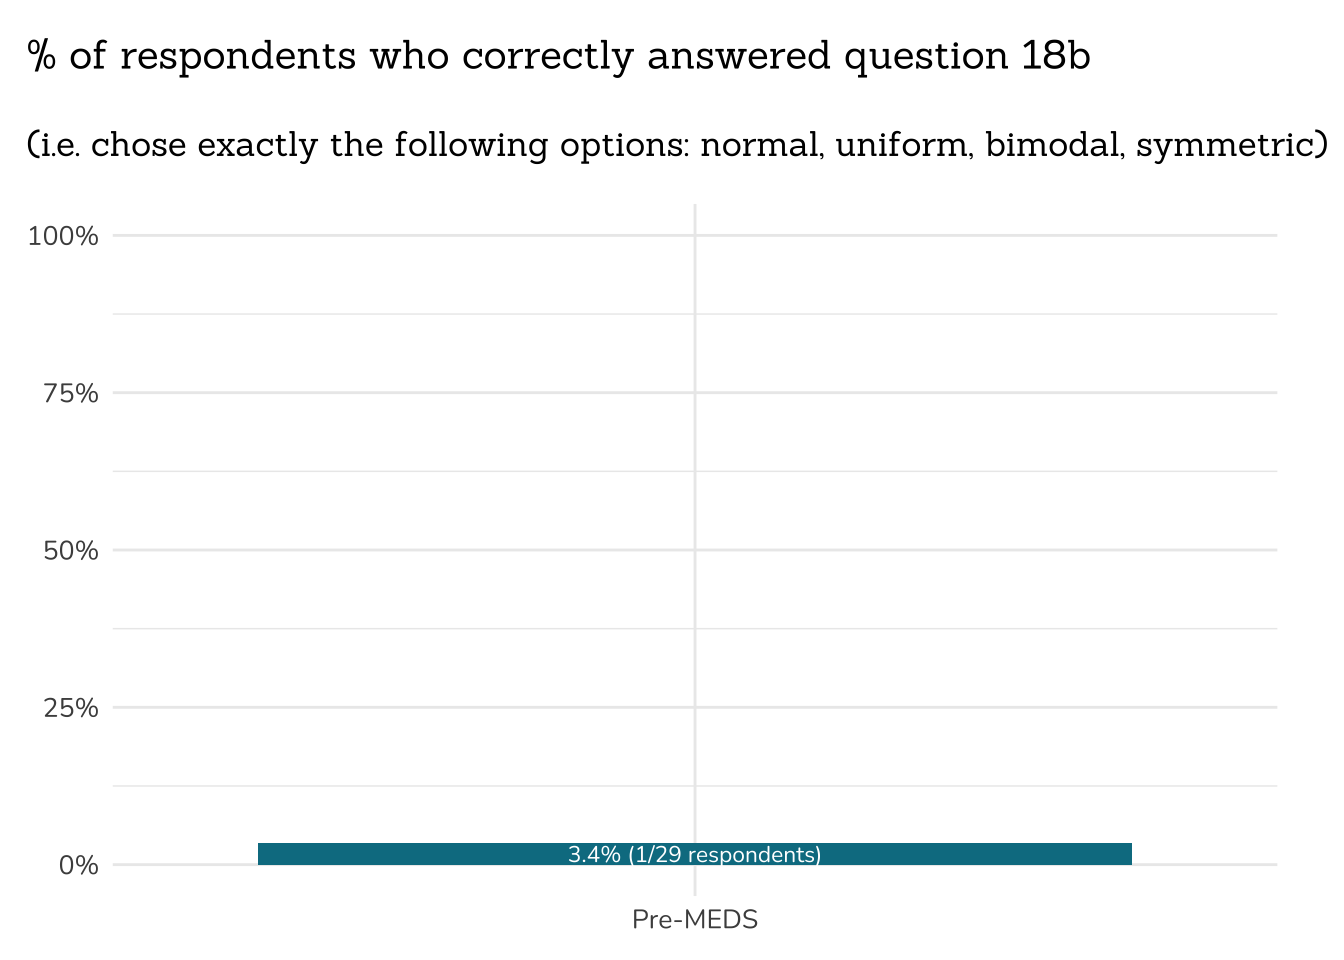 % of respondents who correctly answered question 18b
(i.e. chose exactly the following options: normal, uniform, bimodal, symmetric)
100%
75%
50%
25%
0%
3.4% (1/29 respondents)
Pre-MEDS